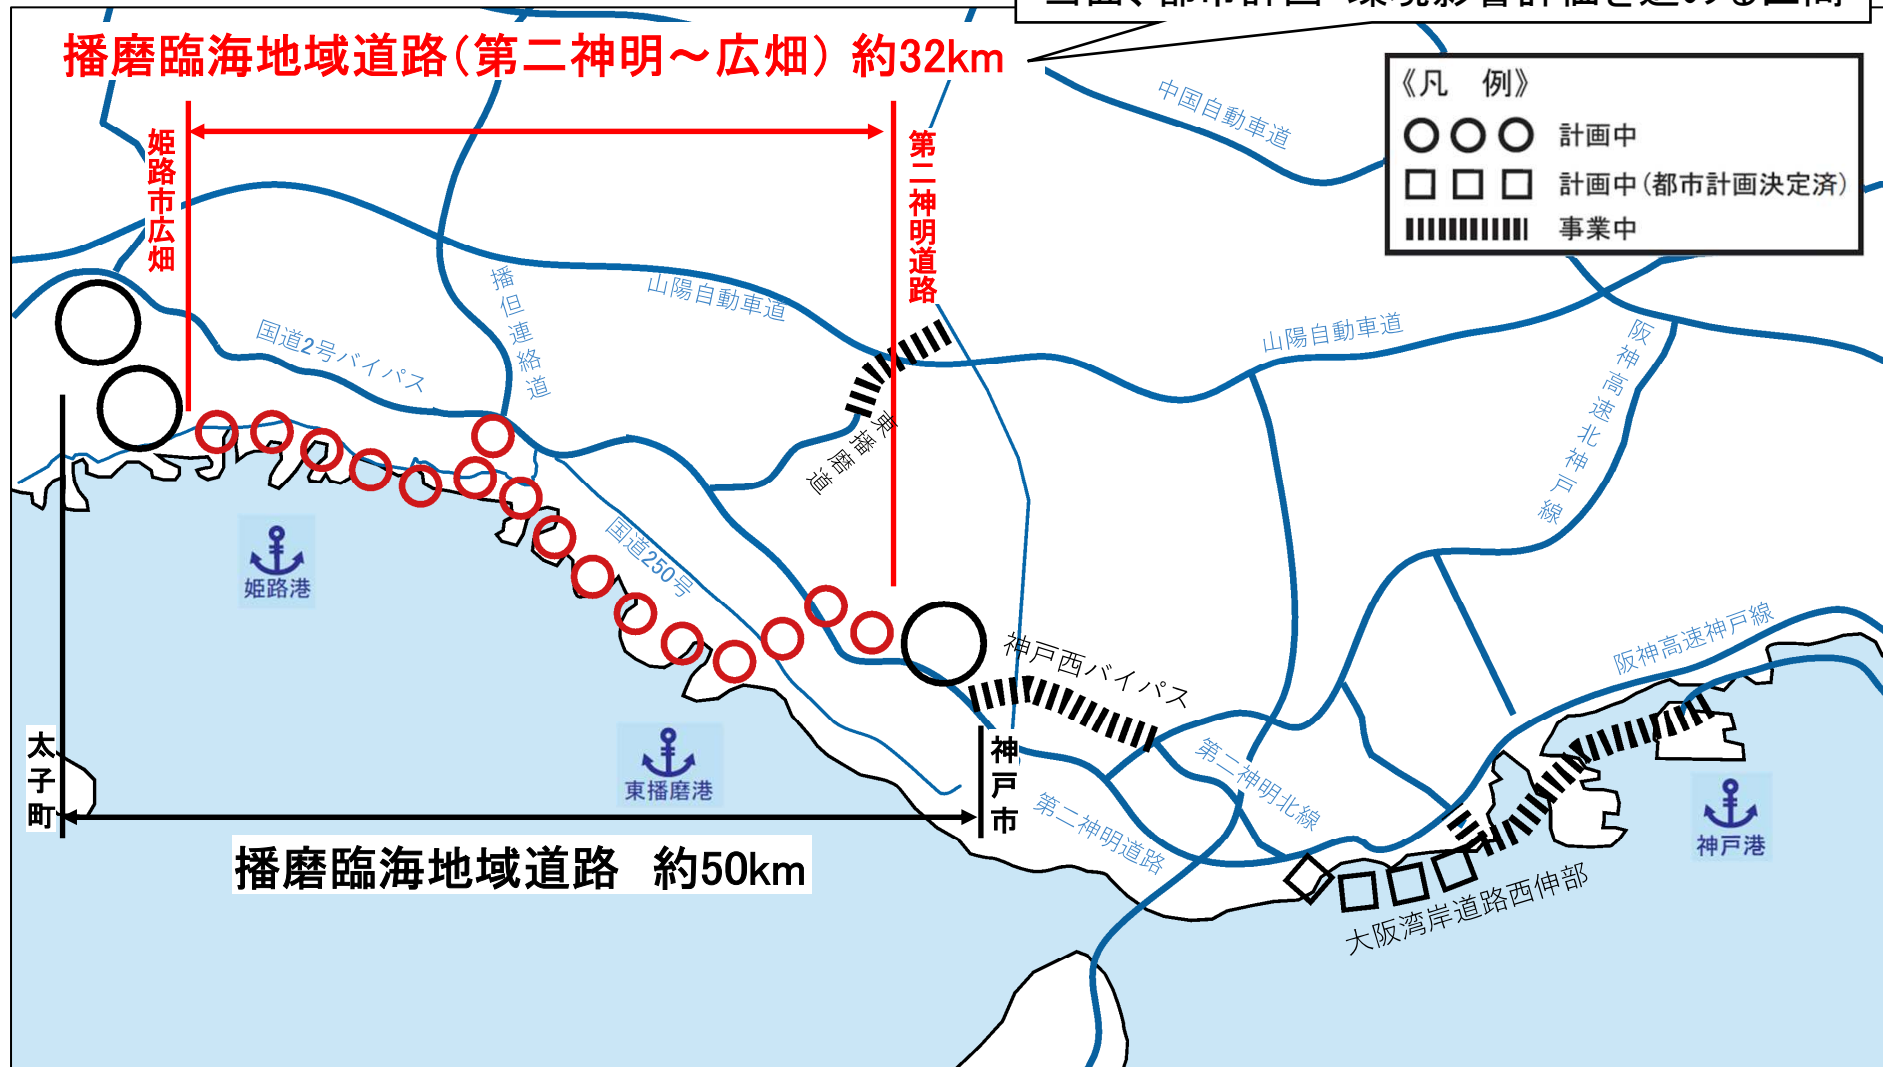 播磨臨海地域道路（第二神明～広畑） 約32km
《凡　例》
計画中
計画中（都市計画決定済）
事業中
姫路市広畑
第二神明道路
中国自動車道
播但連絡道
山陽自動車道
山陽自動車道
国道2号バイパス
阪神高速北神戸線
東播磨道
国道250号
姫路港
神戸西バイパス
阪神高速神戸線
太子町
東播磨港
神戸市
第二神明北線
第二神明道路
神戸港
播磨臨海地域道路　約50km
大阪湾岸道路西伸部